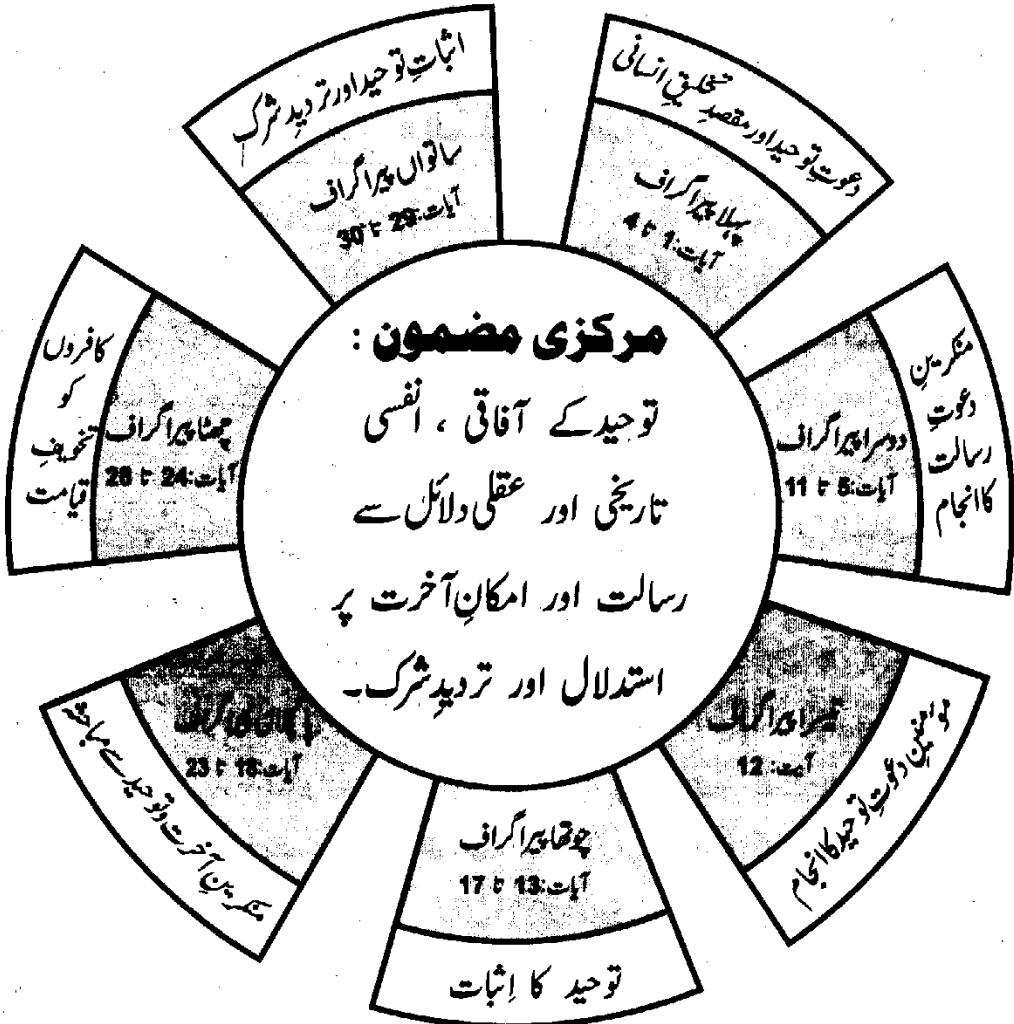 مرکزی مضمون :
توحید کے آفاقی ، انفسی
تاریخی اور عقلی دلائل سے
رسالت اور امکانِ آخرت پر
استدلال اور تردیدِ شرک۔
دعوتِ توحید اور مقصدِ تخلیقِ انسانی
پہلا پیراگراف
آیات:1 تا 4
منکرینِ
دعوتِ
رسالت
کا انجام
دوسرا پیراگراف
آیات:5 تا 11
مومنینِ دعوتِ توحید کا انجام
تیسرا پیراگراف
آیت: 12
چوتھا پیراگراف
آیات:13 تا 17
توحید کا اِثبات
پانچواں پیراگراف
آیات:18 تا 23
منکرینِ آخرت و توحید سے مباحثہ
کافروں
کو
تخویفِ
قیامت
چھٹا پیراگراف
آیات:24 تا 28
اثباتِ توحید اور تردیدِ شرک
ساتواں پیراگراف
آیات:29 تا 30